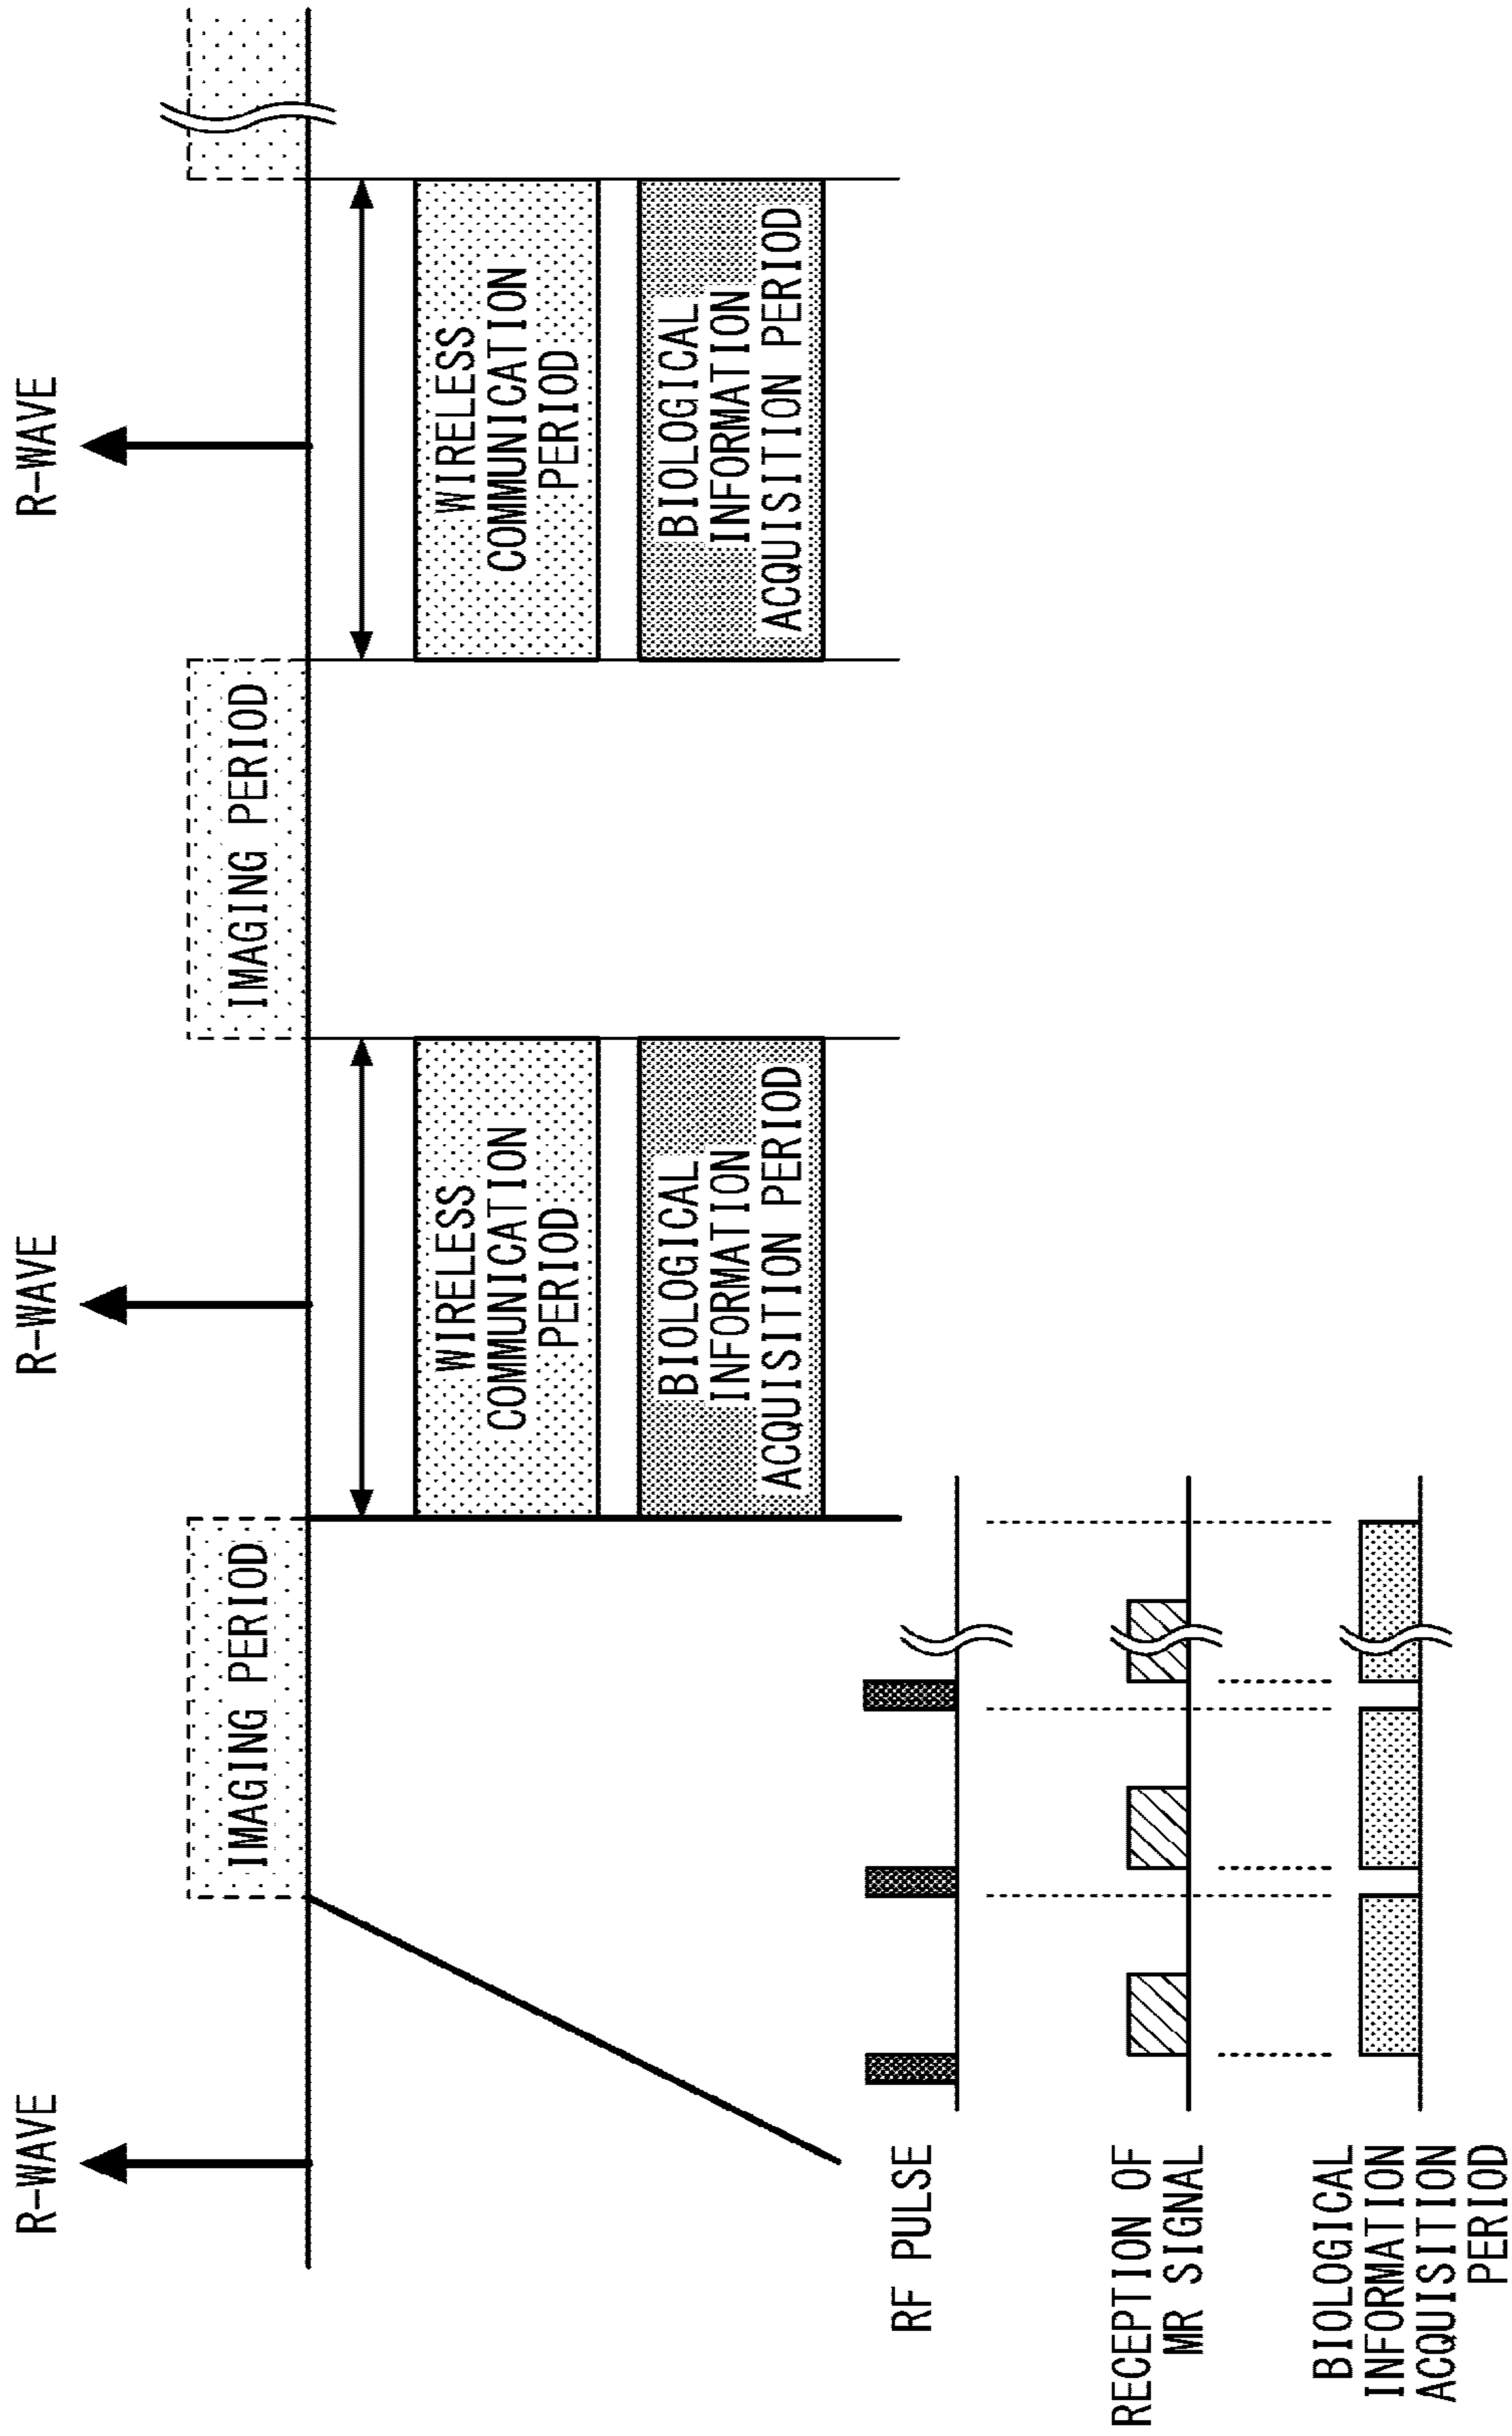 R-WAVE
R-WAVE
R-WAVE
IMAGING PERIOD
IMAGING PERIOD
WIRELESS
COMMUNICATION
PERIOD
WIRELESS
COMMUNICATION
PERIOD
BIOLOGICAL
INFORMATION
ACQUISITION PERIOD
BIOLOGICAL
INFORMATION
ACQUISITION PERIOD
RF PULSE
RECEPTION OF
MR SIGNAL
BIOLOGICAL
INFORMATION
ACQUISITION
PERIOD